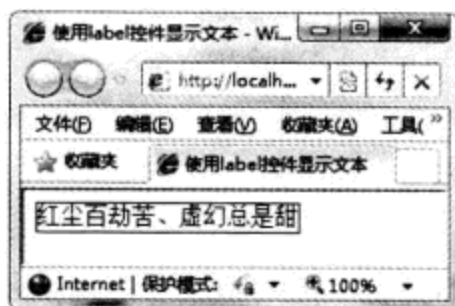 使用label控件显示文本 - Wi...
http://localh...
文件(F) 编辑(E) 查看(V) 收藏夹(A) 工具( »
收藏夹 使用label控件显示文本
红尘百劫苦、虚幻总是甜
Internet | 保护模式: 100%